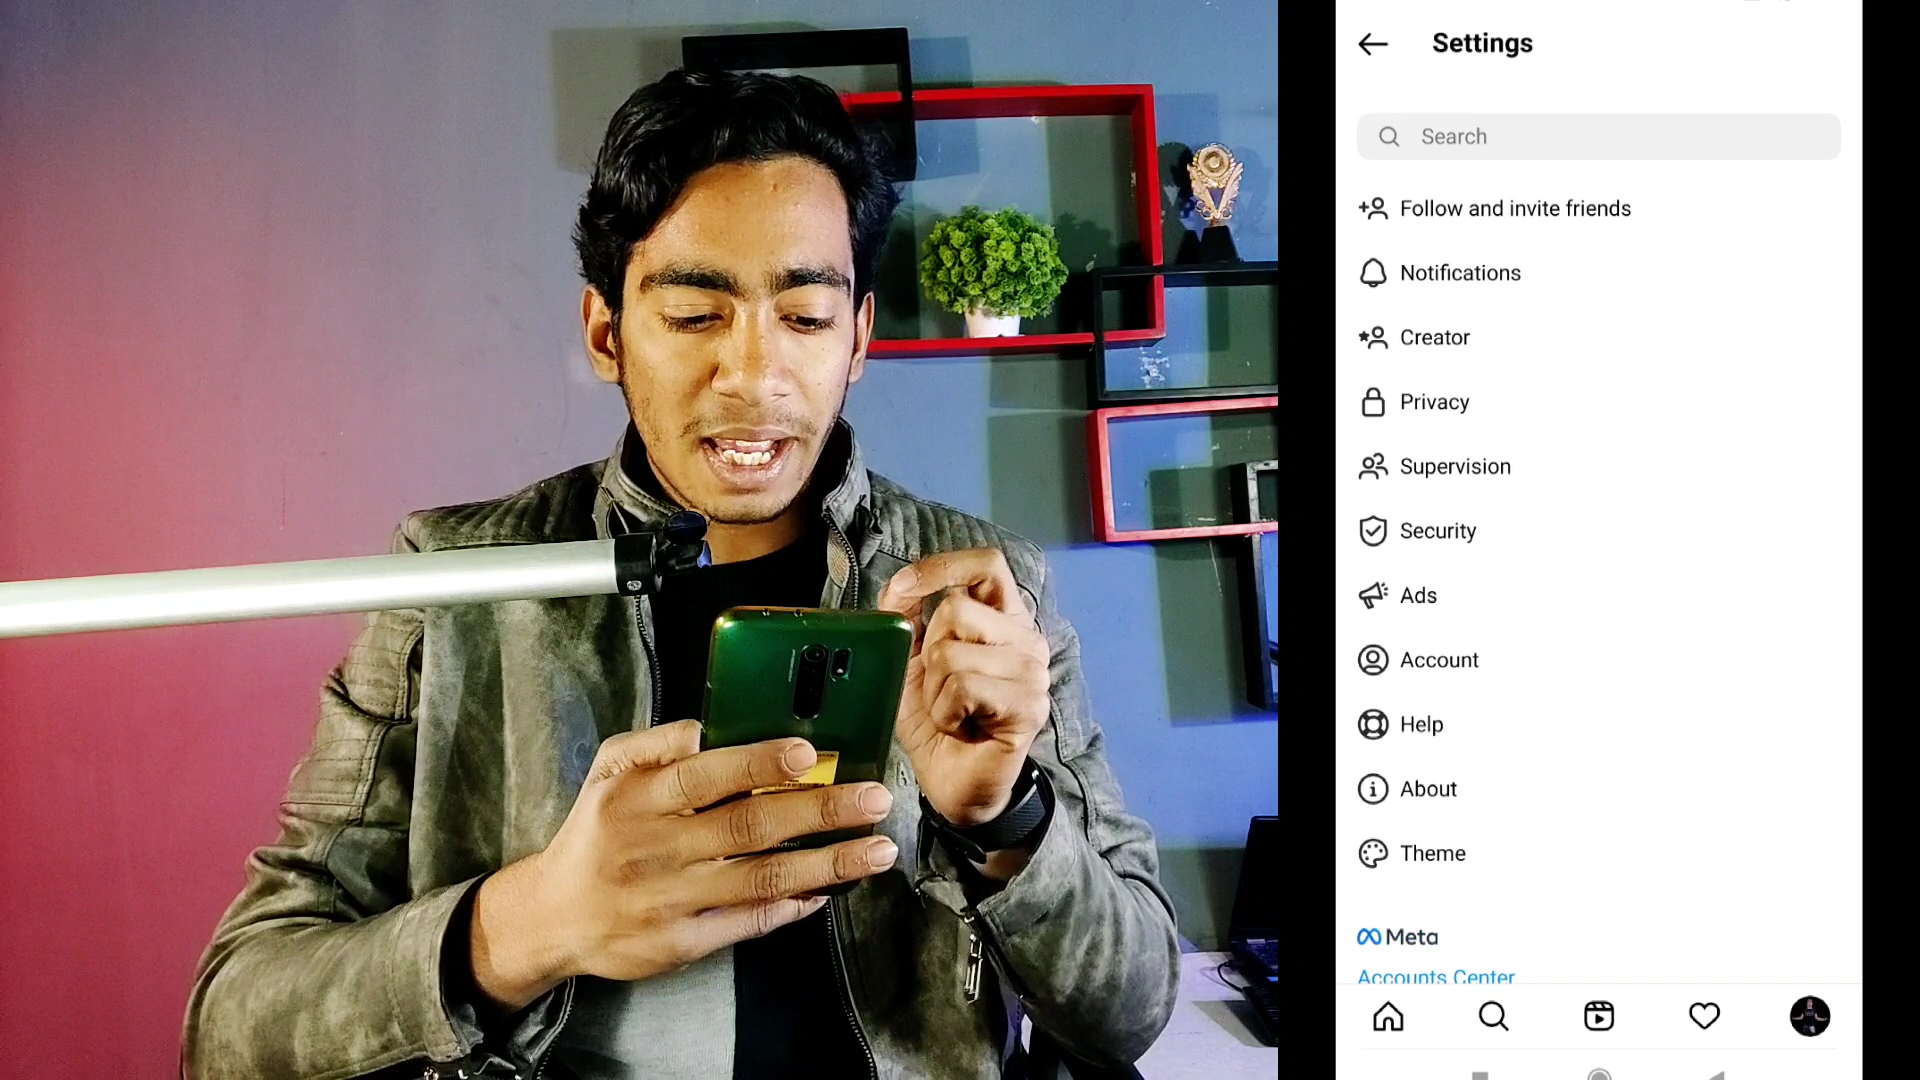 Settings
Search
Follow and invite friends
Notifications
Creator
Privacy
Supervision
Security
Ads
Account
Help
About
Theme
Meta
Accounts Center